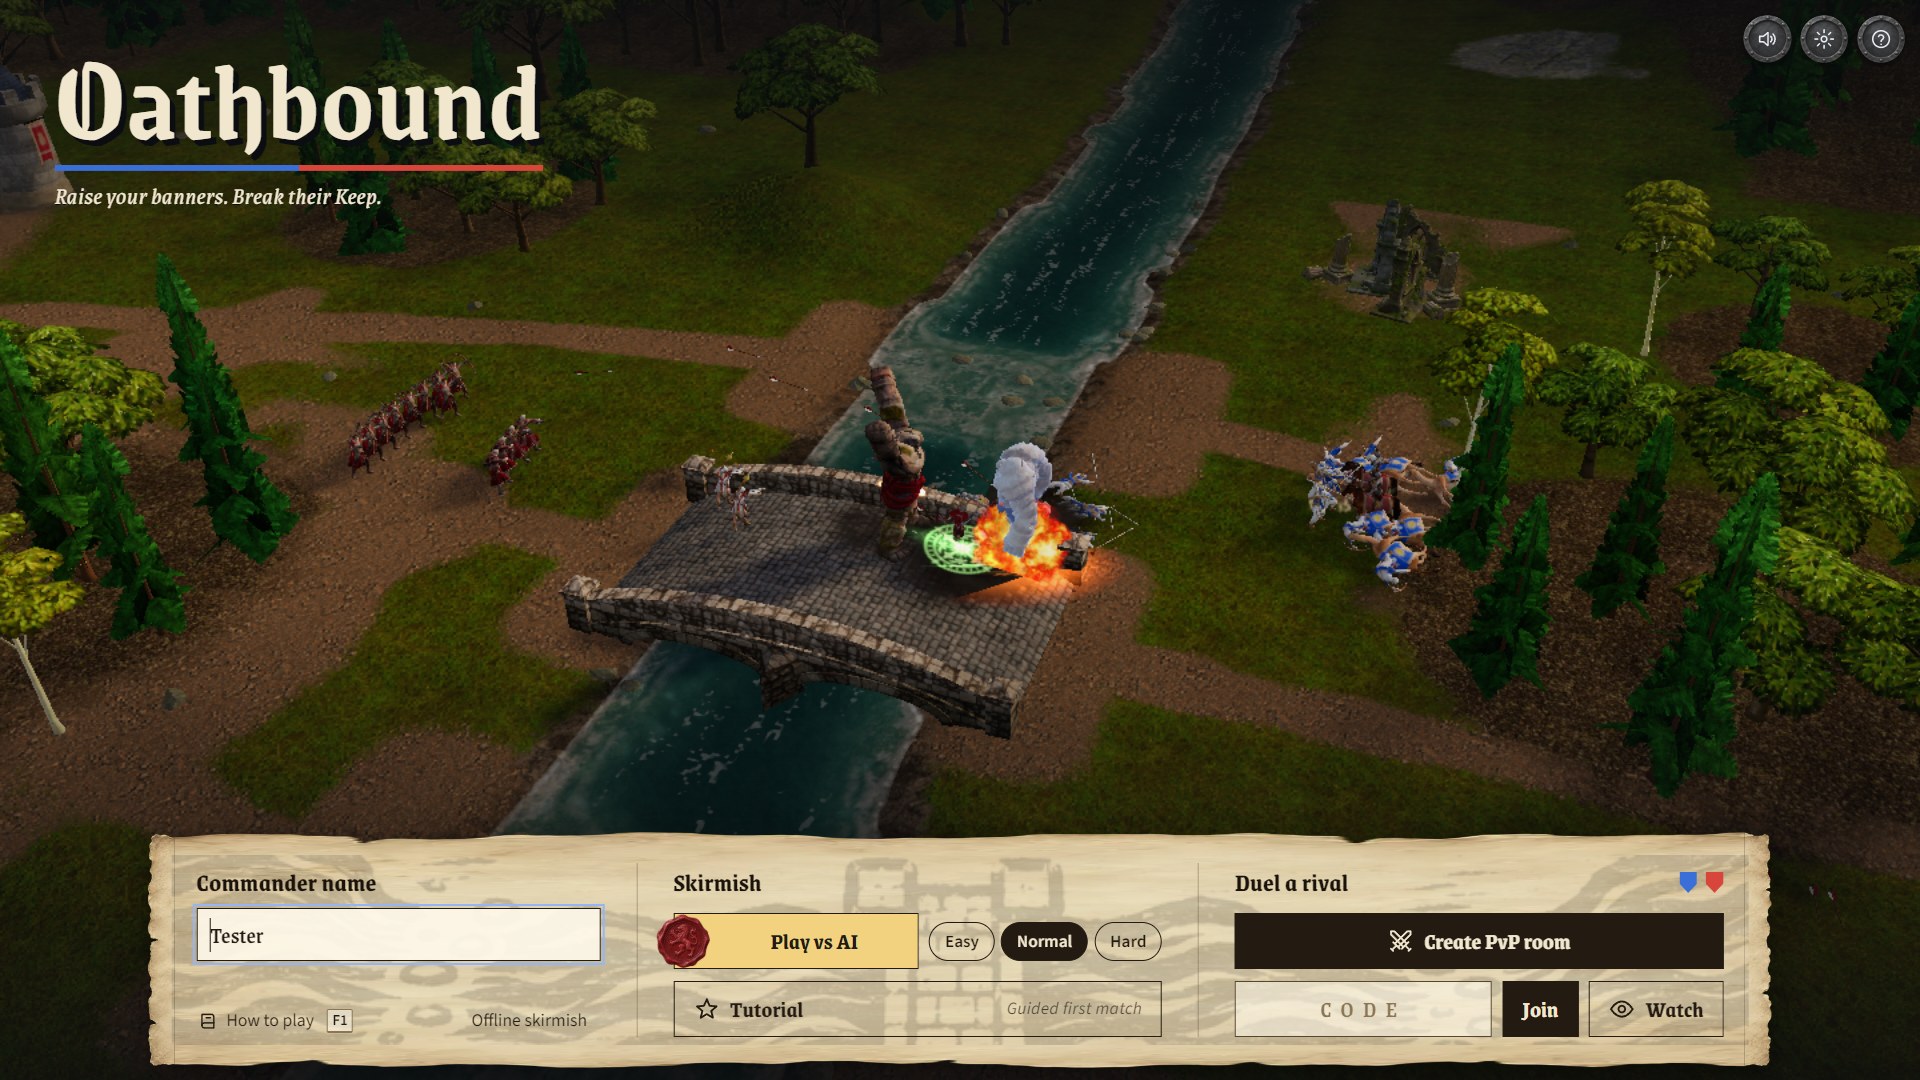 Oathbound
Raise your banners. Break their Keep.
Commander name
Tester
How to play F1
Offline skirmish
Skirmish
Play vs AI
Easy
Normal
Hard
Tutorial
Guided first match
Duel a rival
Create PvP room
CODE
Join
Watch